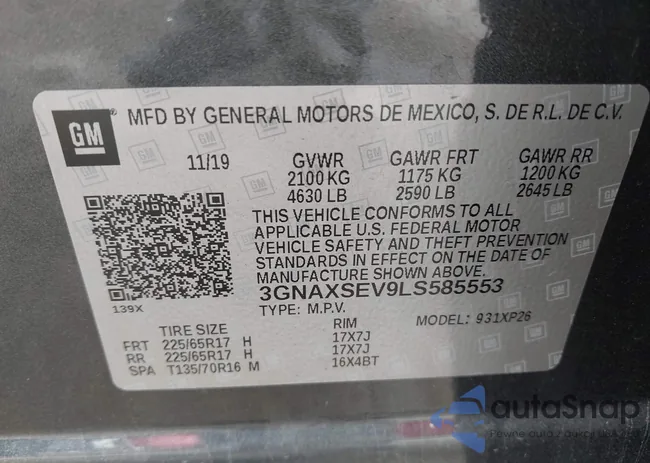 GM
MFD BY GENERAL MOTORS DE MEXICO, S. DE R.L. DE C.V.
11/19 GVWR GAWR FRT GAWR RR
2100 KG 1175 KG 1200 KG
4630 LB 2590 LB 2645 LB
THIS VEHICLE CONFORMS TO ALL
APPLICABLE U.S. FEDERAL MOTOR
VEHICLE SAFETY AND THEFT PREVENTION
STANDARDS IN EFFECT ON THE DATE OF
MANUFACTURE SHOWN ABOVE.
139X
3GNAXSEV9LS585553
TYPE: M.P.V. MODEL: 931XP26
TIRE SIZE RIM
FRT 225/65R17 H 17X7J
RR 225/65R17 H 17X7J
SPA T135/70R16 M 16X4BT
autaSnap